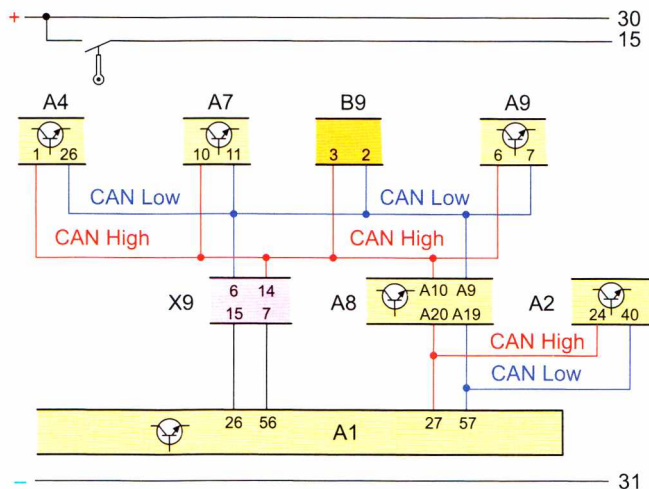 + 30
15
A4 A7 B9 A9
1 26 10 11 3 2 6 7
CAN Low CAN Low
CAN High CAN High
X9 6 14 A8 A10 A9 A2
15 7 A20 A19 24 40
CAN High
CAN Low
26 56 A1 27 57
− 31